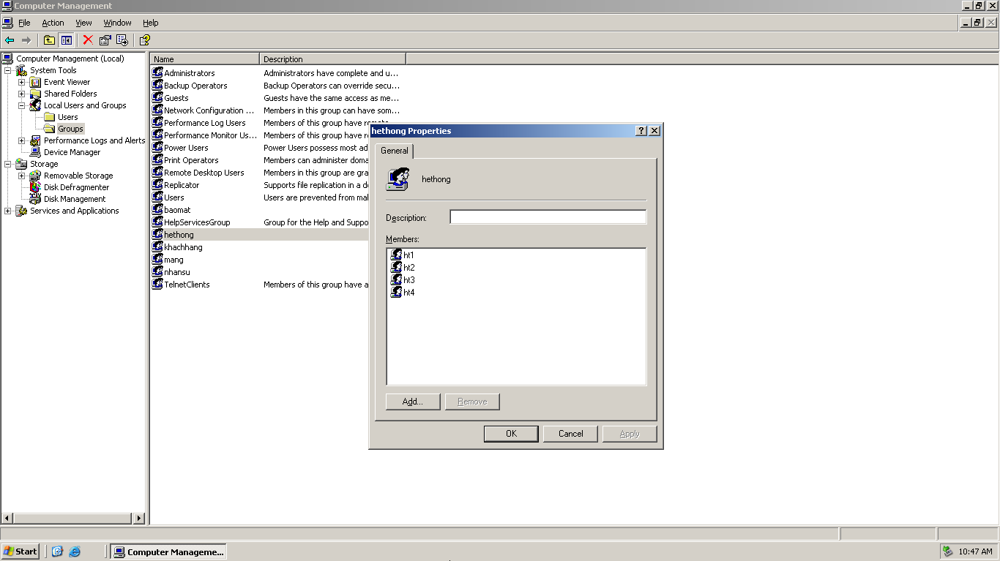 Computer Management
File Action View Window Help
Computer Management (Local)
System Tools
Event Viewer
Shared Folders
Local Users and Groups
Users
Groups
Performance Logs and Alerts
Device Manager
Storage
Removable Storage
Disk Defragmenter
Disk Management
Services and Applications
Name Description
Administrators Administrators have complete and u...
Backup Operators Backup Operators can override secu...
Guests Guests have the same access as me...
Network Configuration ... Members in this group can have som...
Performance Log Users Members of this group have remote
Performance Monitor Us... Members of this group have r
Power Users Power Users possess most ad
Print Operators Members can administer doma
Remote Desktop Users Members in this group are gra
Replicator Supports file replication in a d
Users Users are prevented from mal
baomat
HelpServicesGroup Group for the Help and Suppo
hethong
khachhang
mang
nhansu
TelnetClients Members of this group have a
hethong Properties
General
hethong
Description:
Members:
ht1
ht2
ht3
ht4
Add... Remove
OK Cancel Apply
Start Computer Manageme... 10:47 AM